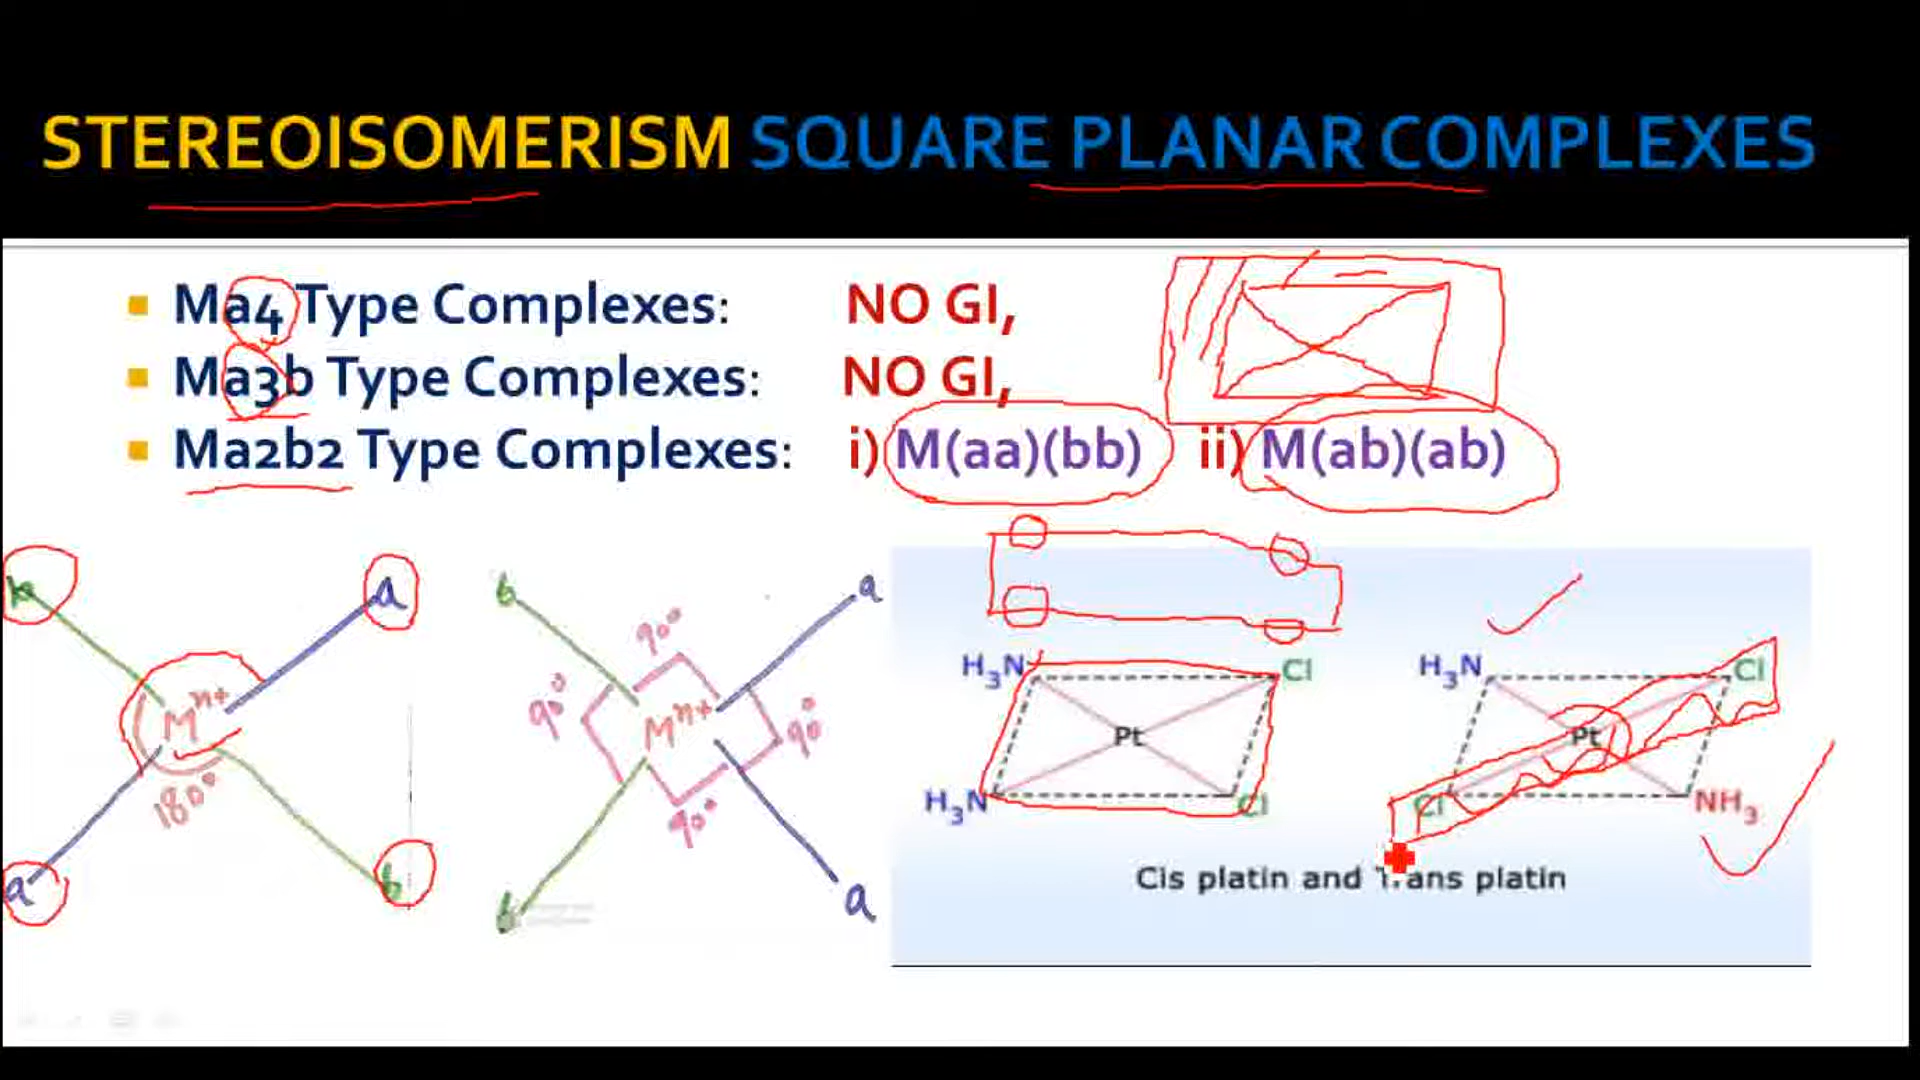 STEREOISOMERISM SQUARE PLANAR COMPLEXES
Ma4 Type Complexes: NO GI,
Ma3b Type Complexes: NO GI,
Ma2b2 Type Complexes: i) M(aa)(bb) ii) M(ab)(ab)
b a
Mn+
180°
a b
b a
90°
90° Mn+ 90°
90°
b a
H3N Cl
Pt
H3N Cl
H3N Cl
Pt
Cl NH3
Cis platin and Trans platin